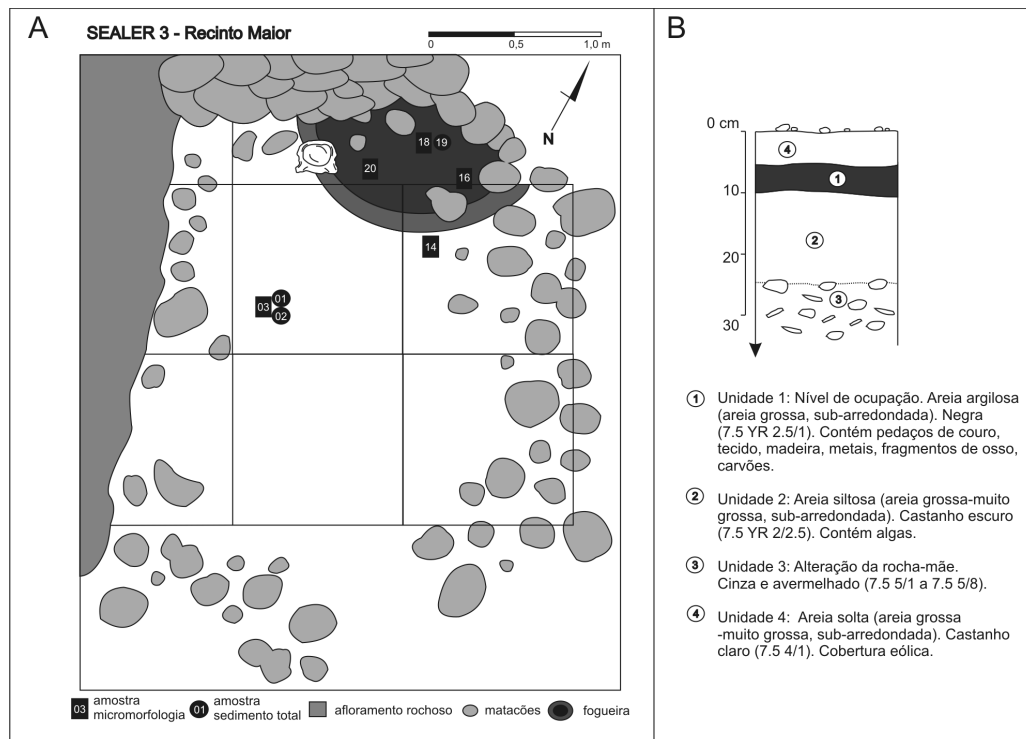 A
SEALER 3 - Recinto Maior
0
0,5
1,0 m
N
18
19
20
16
14
03
01
02
03
amostra
micromorfologia
01
amostra
sedimento total
afloramento rochoso
matacões
fogueira
B
0 cm
10
20
30
4
1
2
3
1 Unidade 1: Nível de ocupação. Areia argilosa
(areia grossa, sub-arredondada). Negra
(7.5 YR 2.5/1). Contém pedaços de couro,
tecido, madeira, metais, fragmentos de osso,
carvões.
2 Unidade 2: Areia siltosa (areia grossa-muito
grossa, sub-arredondada). Castanho escuro
(7.5 YR 2/2.5). Contém algas.
3 Unidade 3: Alteração da rocha-mãe.
Cinza e avermelhado (7.5 5/1 a 7.5 5/8).
4 Unidade 4: Areia solta (areia grossa
-muito grossa, sub-arredondada). Castanho
claro (7.5 4/1). Cobertura eólica.